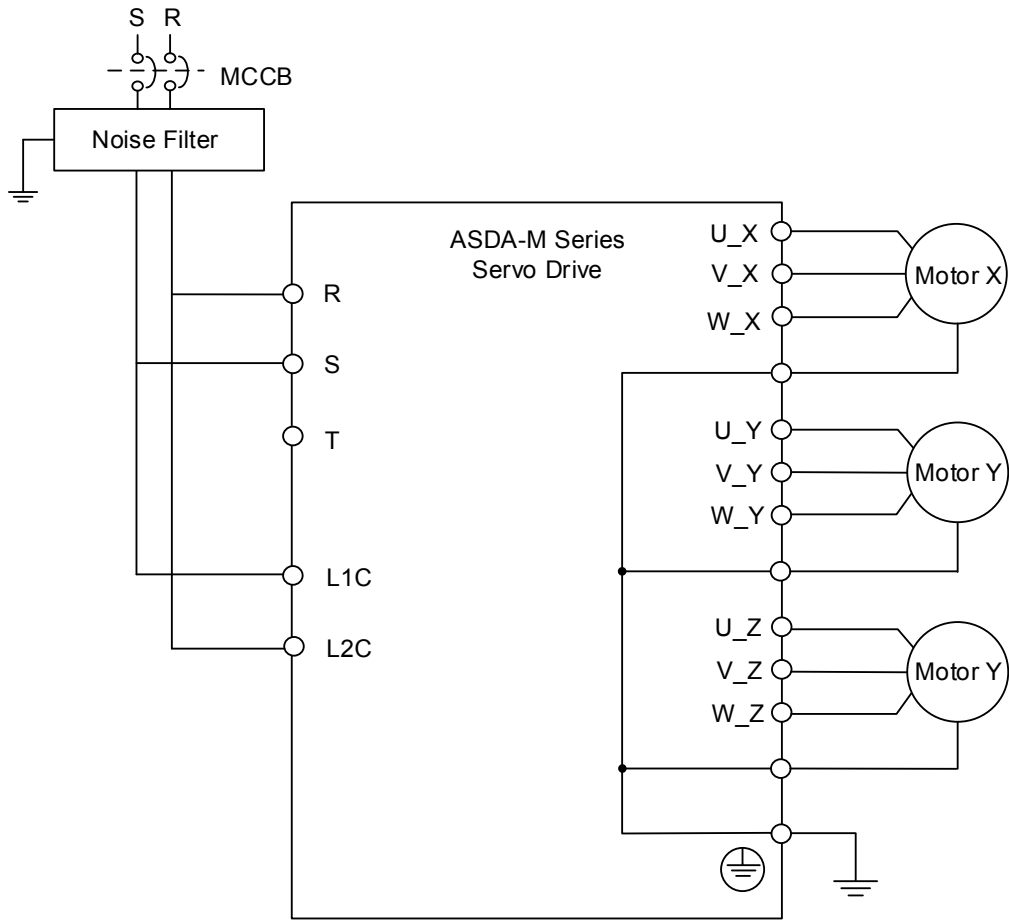 S R
MCCB
Noise Filter
ASDA-M Series
Servo Drive
R
S
T
L1C
L2C
U_X
V_X
W_X
Motor X
U_Y
V_Y
W_Y
Motor Y
U_Z
V_Z
W_Z
Motor Y